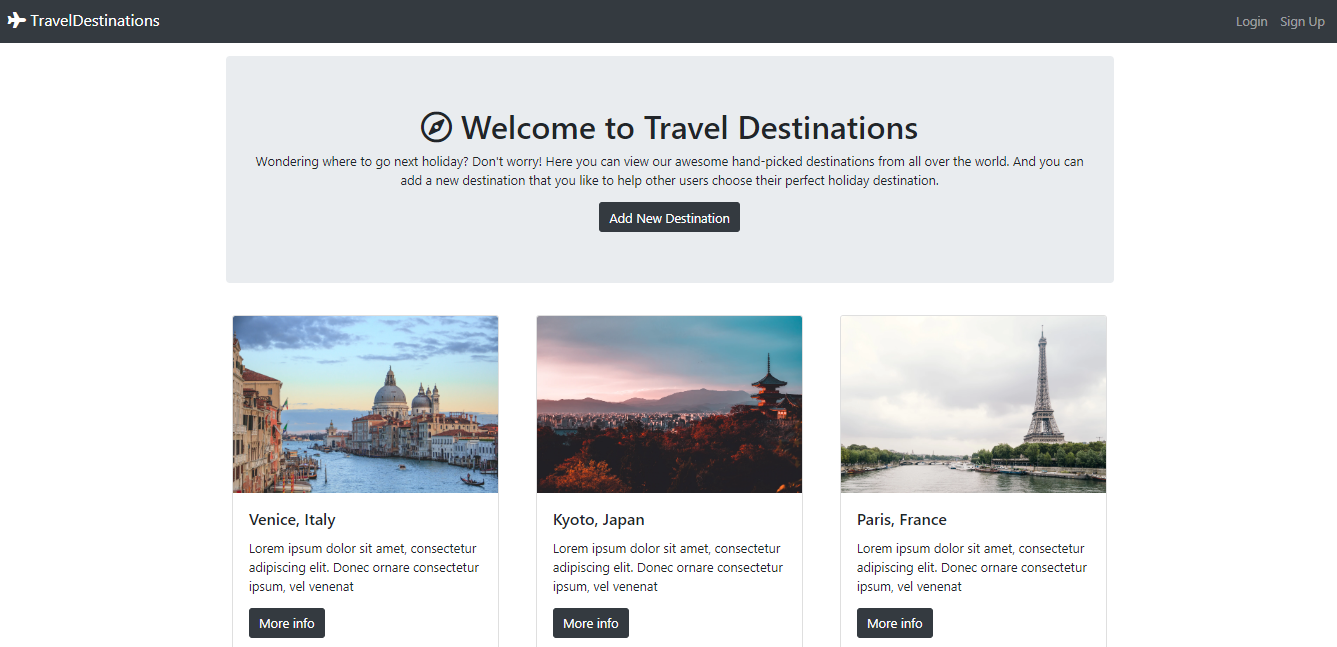 TravelDestinations
Login Sign Up
Welcome to Travel Destinations
Wondering where to go next holiday? Don't worry! Here you can view our awesome hand-picked destinations from all over the world. And you can
add a new destination that you like to help other users choose their perfect holiday destination.
Add New Destination
Venice, Italy
Lorem ipsum dolor sit amet, consectetur
adipiscing elit. Donec ornare consectetur
ipsum, vel venenat
More info
Kyoto, Japan
Lorem ipsum dolor sit amet, consectetur
adipiscing elit. Donec ornare consectetur
ipsum, vel venenat
More info
Paris, France
Lorem ipsum dolor sit amet, consectetur
adipiscing elit. Donec ornare consectetur
ipsum, vel venenat
More info